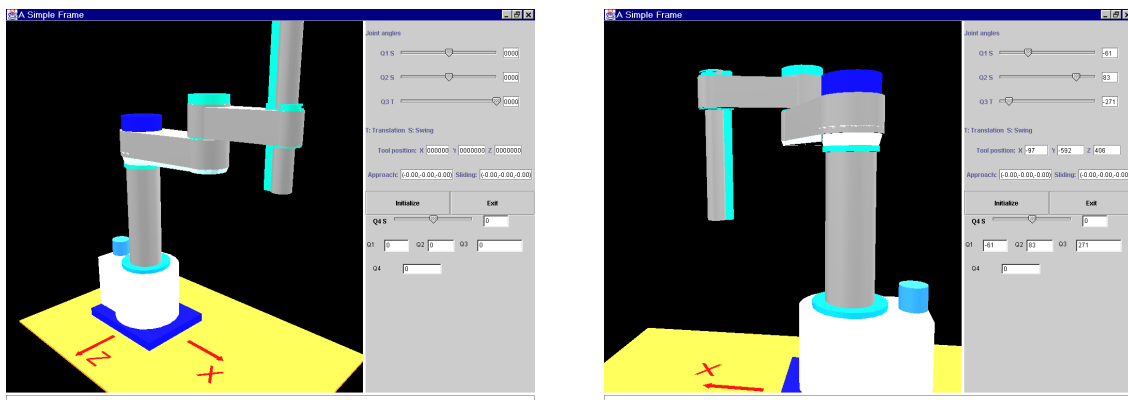 A Simple Frame
Joint angles
Q1 S 0000
Q2 S 0000
Q3 T 0000
T: Translation S: Swing
Tool position: X 000000 Y 0000000 Z 0000000
Approach: (-0.00,-0.00,-0.00) Sliding: (-0.00,-0.00,-0.00)
Initialize Exit
Q4 S 0
Q1 0 Q2 0 Q3 0
Q4 0
Z X
A Simple Frame
Joint angles
Q1 S -61
Q2 S 83
Q3 T -271
T: Translation S: Swing
Tool position: X -97 Y -592 Z 406
Approach: (-0.00,-0.00,-0.00) Sliding: (-0.00,-0.00,-0.00)
Initialize Exit
Q4 S 0
Q1 -61 Q2 83 Q3 271
Q4 0
X